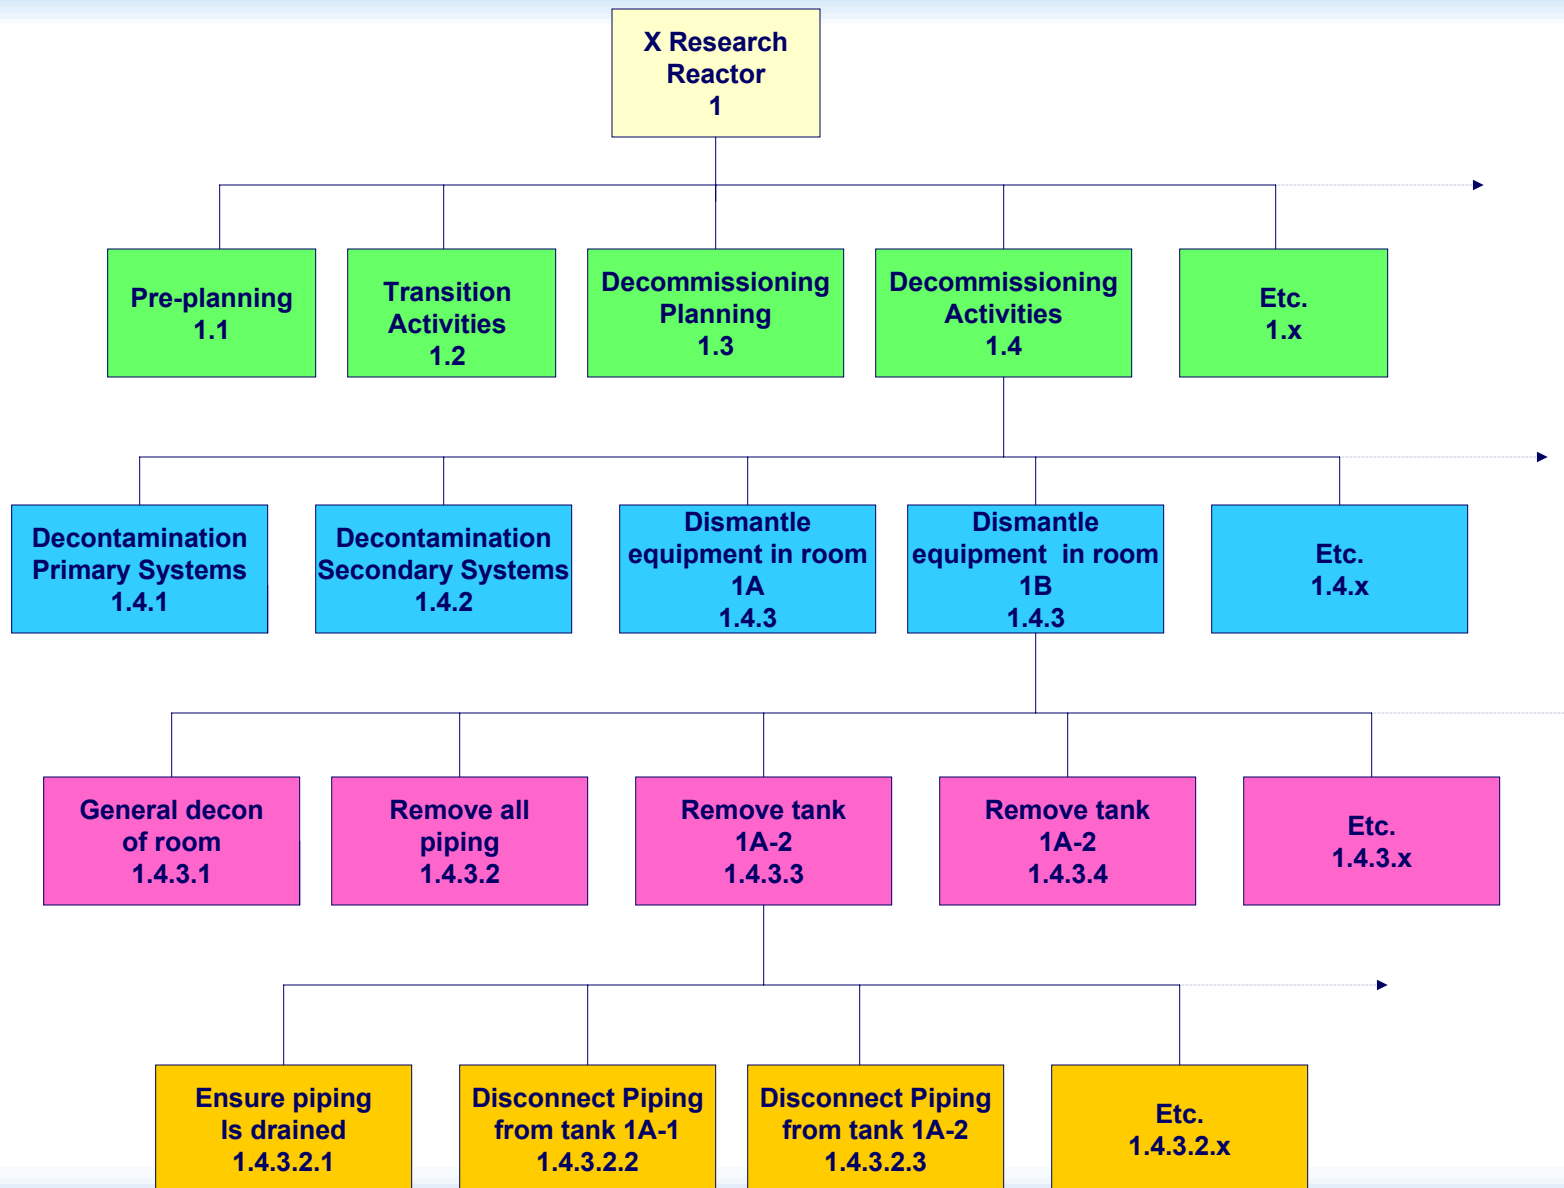 X Research
Reactor
1
Pre-planning
1.1
Transition
Activities
1.2
Decommissioning
Planning
1.3
Decommissioning
Activities
1.4
Etc.
1.x
Decontamination
Primary Systems
1.4.1
Decontamination
Secondary Systems
1.4.2
Dismantle
equipment in room
1A
1.4.3
Dismantle
equipment in room
1B
1.4.3
Etc.
1.4.x
General decon
of room
1.4.3.1
Remove all
piping
1.4.3.2
Remove tank
1A-2
1.4.3.3
Remove tank
1A-2
1.4.3.4
Etc.
1.4.3.x
Ensure piping
Is drained
1.4.3.2.1
Disconnect Piping
from tank 1A-1
1.4.3.2.2
Disconnect Piping
from tank 1A-2
1.4.3.2.3
Etc.
1.4.3.2.x